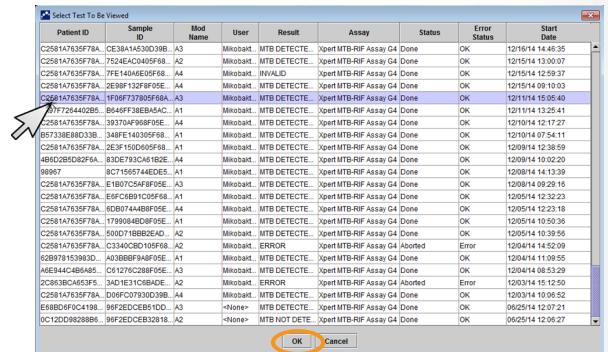 Select Test To Be Viewed
Patient ID Sample ID Mod Name User Result Assay Status Error Status Start Date
C2581A7635F78A... CE38A1A530D39B... A3 Mikobakt... MTB DETECTE... Xpert MTB-RIF Assay G4 Done OK 12/16/14 14:46:35
C2581A7635F78A... 7524EAC0405F68... A2 Mikobakt... MTB DETECTE... Xpert MTB-RIF Assay G4 Done OK 12/15/14 13:00:07
C2581A7635F78A... 7FE140A6E05F68... A4 Mikobakt... INVALID Xpert MTB-RIF Assay G4 Done OK 12/15/14 12:59:37
C2581A7635F78A... 2E98F132F8F05E... A4 Mikobakt... MTB DETECTE... Xpert MTB-RIF Assay G4 Done OK 12/15/14 09:10:03
C2581A7635F78A... 1F06F737805F68A... A3 Mikobakt... MTB DETECTE... Xpert MTB-RIF Assay G4 Done OK 12/11/14 15:05:40
B646FF38EBA5AC... A1 Mikobakt... MTB DETECTE... Xpert MTB-RIF Assay G4 Done OK 12/11/14 13:25:41
C2581A7635F78A... 39370AF968F05E... A4 Mikobakt... MTB DETECTE... Xpert MTB-RIF Assay G4 Done OK 12/10/14 12:17:27
B57338E88D33B... 348FE140305F68... A1 Mikobakt... MTB DETECTE... Xpert MTB-RIF Assay G4 Done OK 12/10/14 07:54:11
C2581A7635F78A... 2E3F150D605F68... A1 Mikobakt... MTB DETECTE... Xpert MTB-RIF Assay G4 Done OK 12/09/14 12:38:59
4B6D2B5D82F6A... 83DE793CA61B2E... A4 Mikobakt... MTB DETECTE... Xpert MTB-RIF Assay G4 Done OK 12/09/14 10:02:20
98967 8C71565744EDE5... A1 Mikobakt... MTB DETECTE... Xpert MTB-RIF Assay G4 Done OK 12/08/14 14:13:39
C2581A7635F78A... E1B07C5AF8F05E... A3 Mikobakt... MTB DETECTE... Xpert MTB-RIF Assay G4 Done OK 12/08/14 09:29:16
C2581A7635F78A... E6FC6B91C05F68... A1 Mikobakt... MTB DETECTE... Xpert MTB-RIF Assay G4 Done OK 12/05/14 12:32:23
C2581A7635F78A... 6DB074A4B8F05E... A4 Mikobakt... MTB DETECTE... Xpert MTB-RIF Assay G4 Done OK 12/05/14 12:23:18
C2581A7635F78A... 1799084BD8F05E... A1 Mikobakt... MTB DETECTE... Xpert MTB-RIF Assay G4 Done OK 12/05/14 10:50:36
C2581A7635F78A... 500D71BBB2EAD... A2 Mikobakt... MTB DETECTE... Xpert MTB-RIF Assay G4 Done OK 12/05/14 10:39:56
C2581A7635F78A... C3340CBD105F68... A2 Mikobakt... ERROR Xpert MTB-RIF Assay G4 Aborted Error 12/04/14 14:52:09
62B978153983D... A03BBBF9A8F05E... A1 Mikobakt... MTB DETECTE... Xpert MTB-RIF Assay G4 Done OK 12/04/14 11:09:55
A6E944C4B6A85... C61276C288F05E... A3 Mikobakt... MTB DETECTE... Xpert MTB-RIF Assay G4 Done OK 12/04/14 08:53:29
2C863BCA653F5... 3AD1E31C6BADE... A2 Mikobakt... ERROR Xpert MTB-RIF Assay G4 Aborted Error 12/03/14 15:12:50
C2581A7635F78A... D06FC07930D39B... A4 Mikobakt... MTB DETECTE... Xpert MTB-RIF Assay G4 Done OK 12/03/14 10:06:52
E68BD6F0C4198... 96F2EDCEB51DD... A3 <None> MTB DETECTE... Xpert MTB-RIF Assay G4 Done OK 06/25/14 12:07:21
0C12DD98288B6... 96F2EDCEB32818... A2 <None> MTB NOT DETE... Xpert MTB-RIF Assay G4 Done OK 06/25/14 12:06:27
OK Cancel